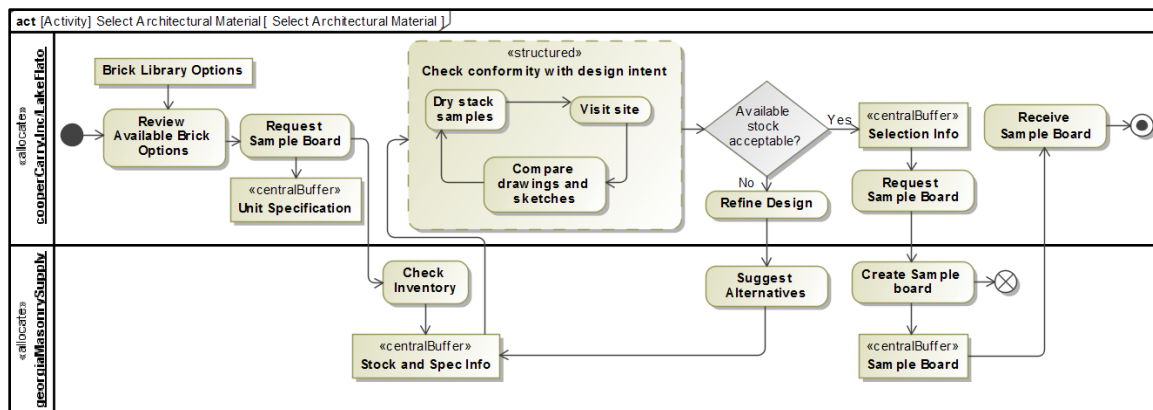 act [Activity] Select Architectural Material [ Select Architectural Material ]
«allocate»
cooperCarry.Inc/LakeFlato
Brick Library Options
Review
Available Brick
Options
Request
Sample Board
«centralBuffer»
Unit Specification
«structured»
Check conformity with design intent
Dry stack
samples
Visit site
Compare
drawings and
sketches
Available
stock
acceptable?
Yes
No
Refine Design
«centralBuffer»
Selection Info
Request
Sample Board
Receive
Sample Board
«allocate»
georgiaMasonrySupply
Check
Inventory
«centralBuffer»
Stock and Spec Info
Suggest
Alternatives
Create Sample
board
«centralBuffer»
Sample Board